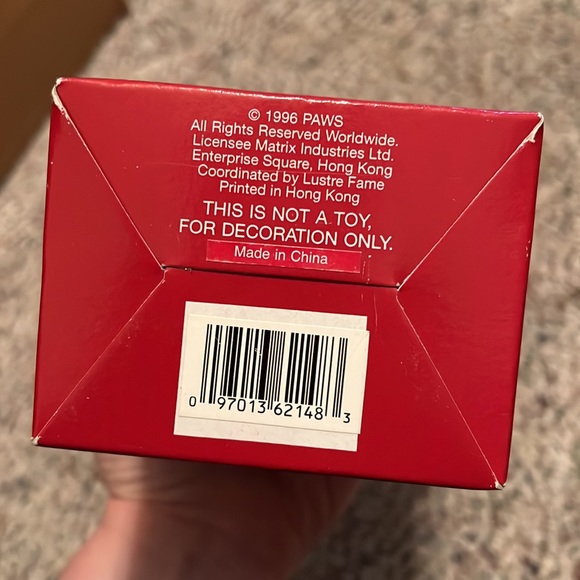 © 1996 PAWS
All Rights Reserved Worldwide.
Licensee Matrix Industries Ltd.
Enterprise Square, Hong Kong
Coordinated by Lustre Fame
Printed in Hong Kong
THIS IS NOT A TOY,
FOR DECORATION ONLY.
Made in China
0 97013 62148 3